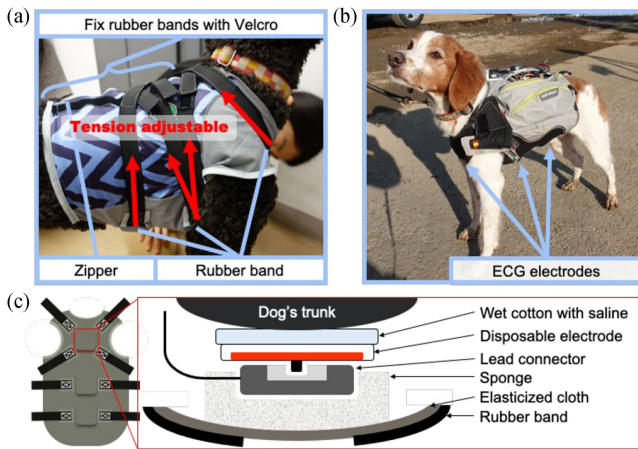 (a)
Fix rubber bands with Velcro
Tension adjustable
Zipper
Rubber band
(b)
ECG electrodes
(c)
Dog's trunk
Wet cotton with saline
Disposable electrode
Lead connector
Sponge
Elasticized cloth
Rubber band